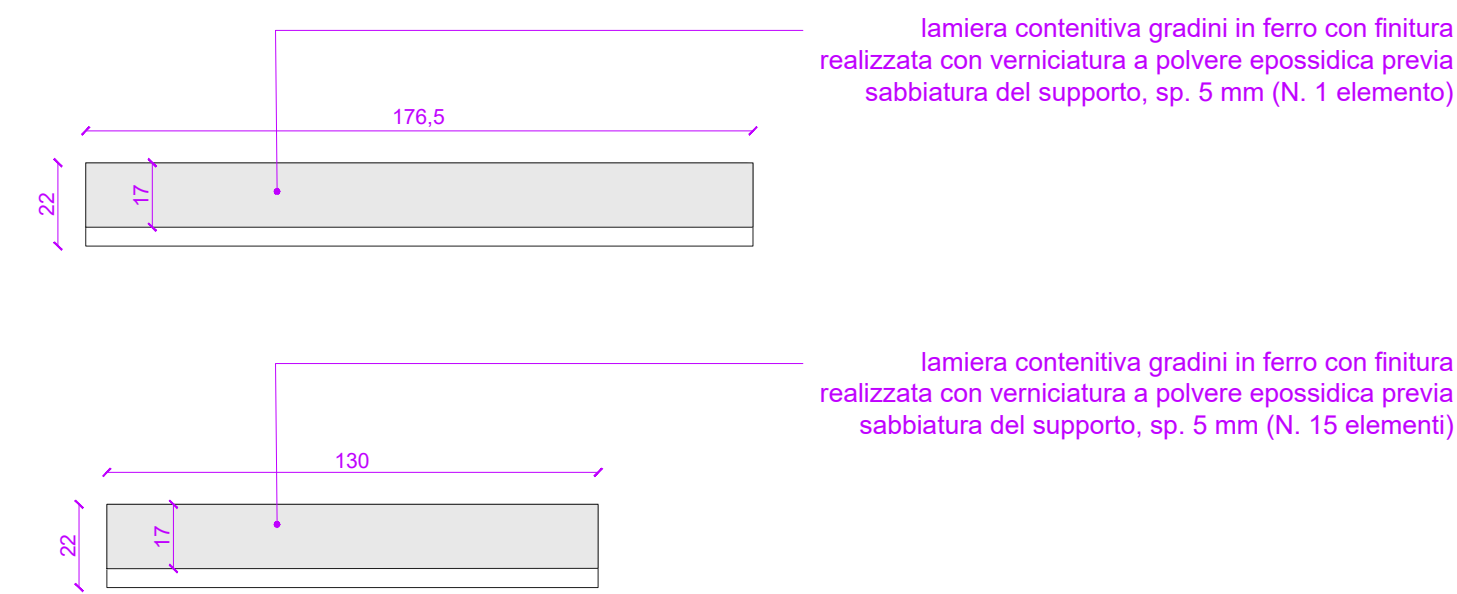 lamiera contenitiva gradini in ferro con finitura
realizzata con verniciatura a polvere epossidica previa
sabbiatura del supporto, sp. 5 mm (N. 1 elemento)
176,5
22
17
lamiera contenitiva gradini in ferro con finitura
realizzata con verniciatura a polvere epossidica previa
sabbiatura del supporto, sp. 5 mm (N. 15 elementi)
130
22
17